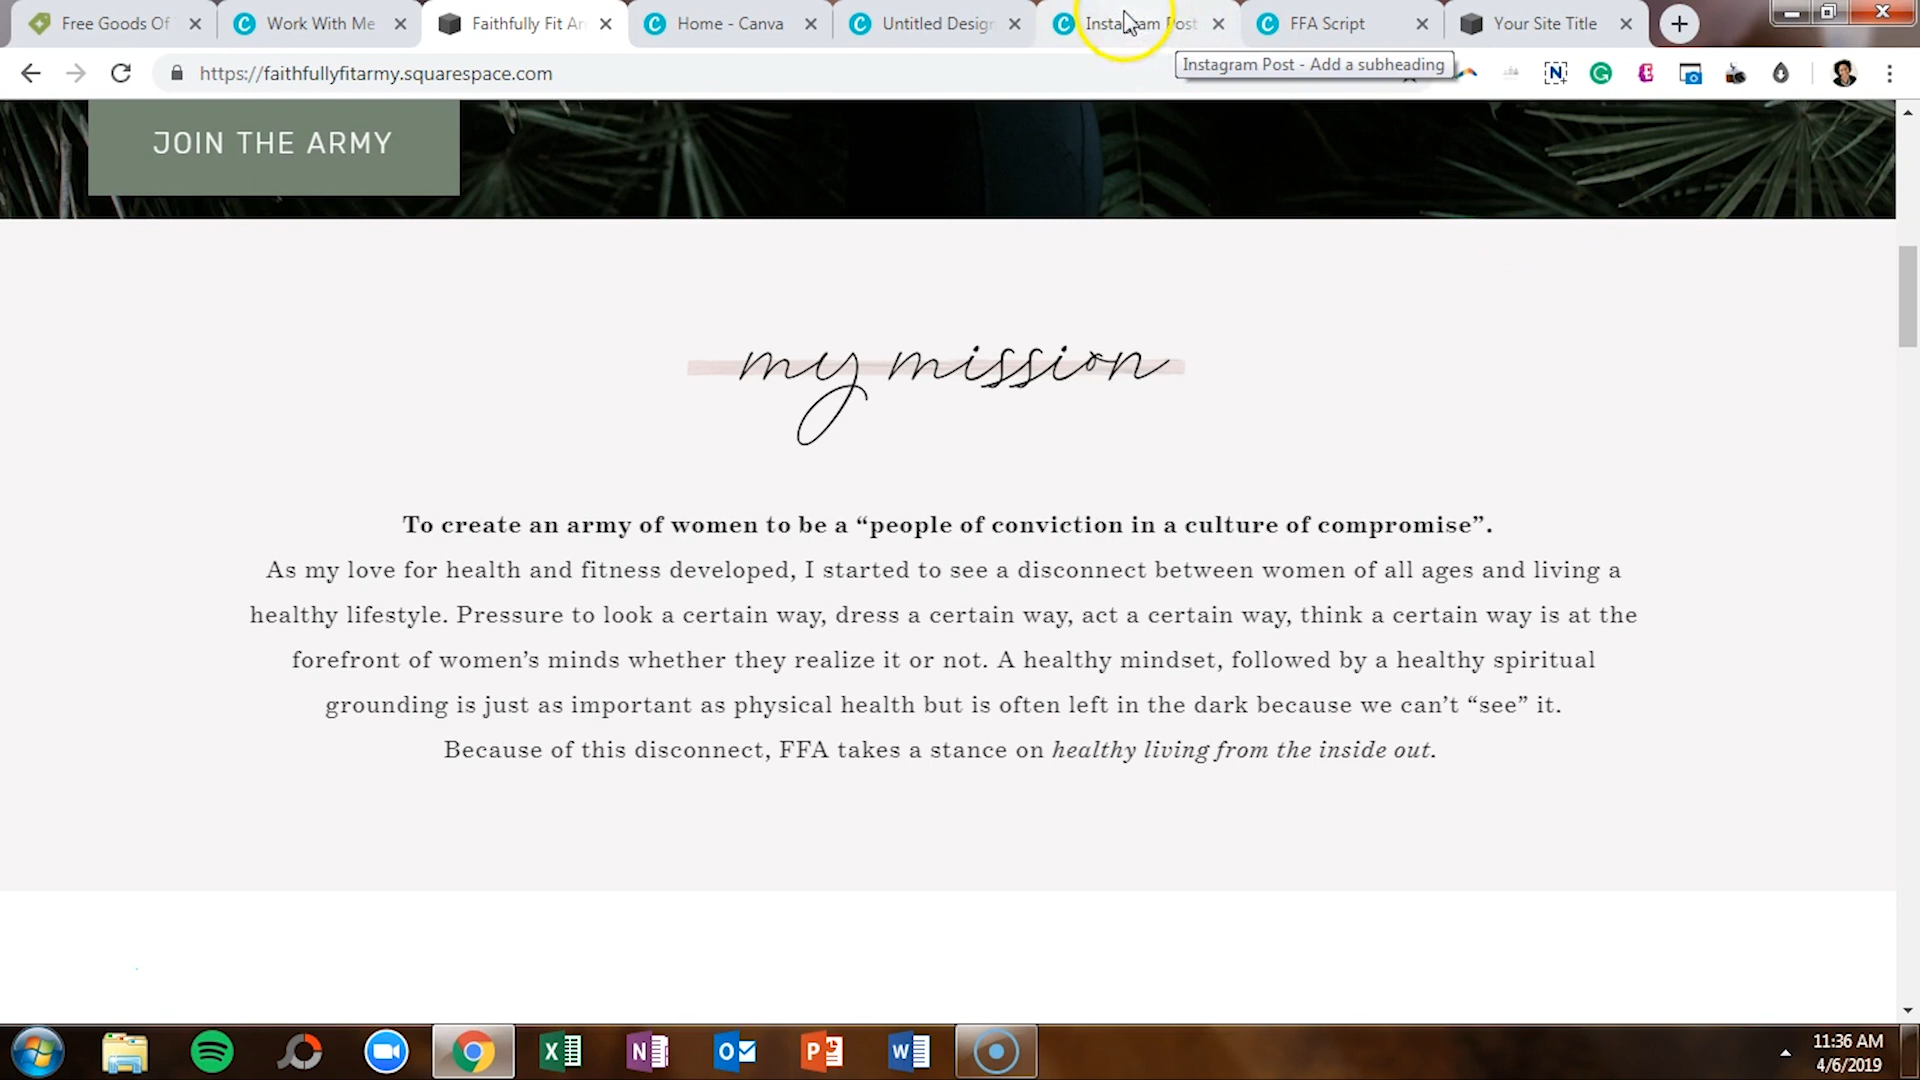 Free Goods Of
Work With Me
Faithfully Fit Ar
Home - Canva
Untitled Design
Instagram Post
FFA Script
Your Site Title
https://faithfullyfitarmy.squarespace.com
Instagram Post - Add a subheading
JOIN THE ARMY
my mission
To create an army of women to be a “people of conviction in a culture of compromise”.
As my love for health and fitness developed, I started to see a disconnect between women of all ages and living a
healthy lifestyle. Pressure to look a certain way, dress a certain way, act a certain way, think a certain way is at the
forefront of women’s minds whether they realize it or not. A healthy mindset, followed by a healthy spiritual
grounding is just as important as physical health but is often left in the dark because we can’t “see” it.
Because of this disconnect, FFA takes a stance on healthy living from the inside out.
11:36 AM
4/6/2019